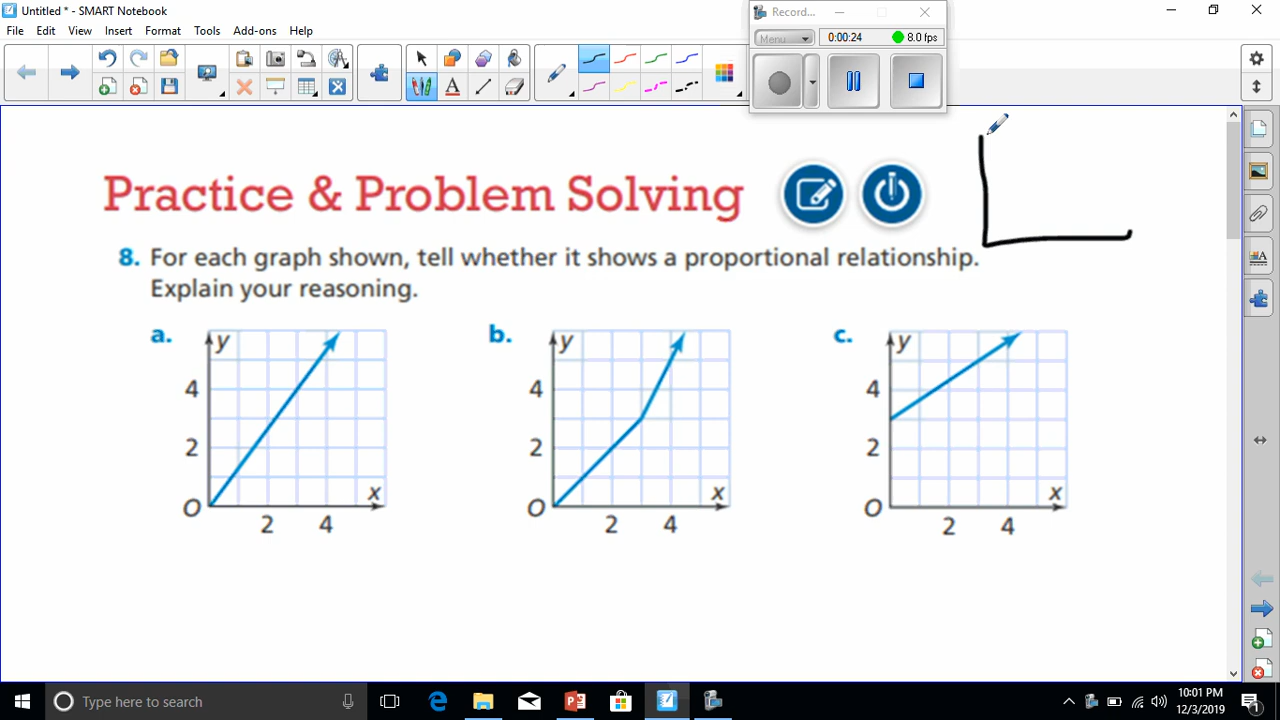 Untitled * - SMART Notebook
File Edit View Insert Format Tools Add-ons Help
Record...
Menu 0:00:24 8.0 fps
Practice & Problem Solving
8. For each graph shown, tell whether it shows a proportional relationship.
Explain your reasoning.
a. b. c.
y y y
4 4 4
2 2 2
x x x
O O O
2 4 2 4 2 4
Type here to search
10:01 PM
12/3/2019
1